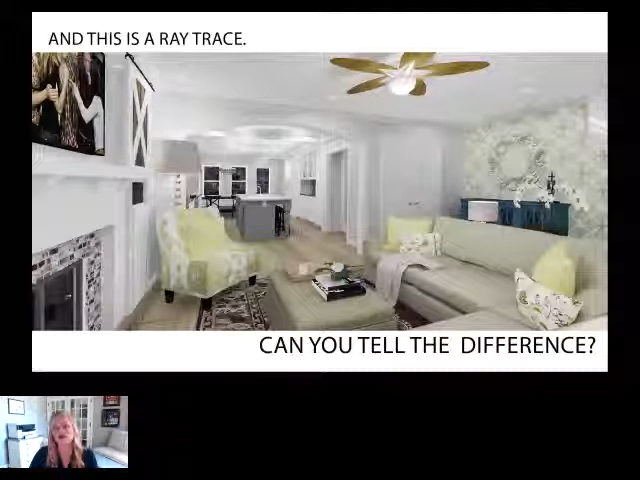 AND THIS IS A RAY TRACE.
CAN YOU TELL THE DIFFERENCE?